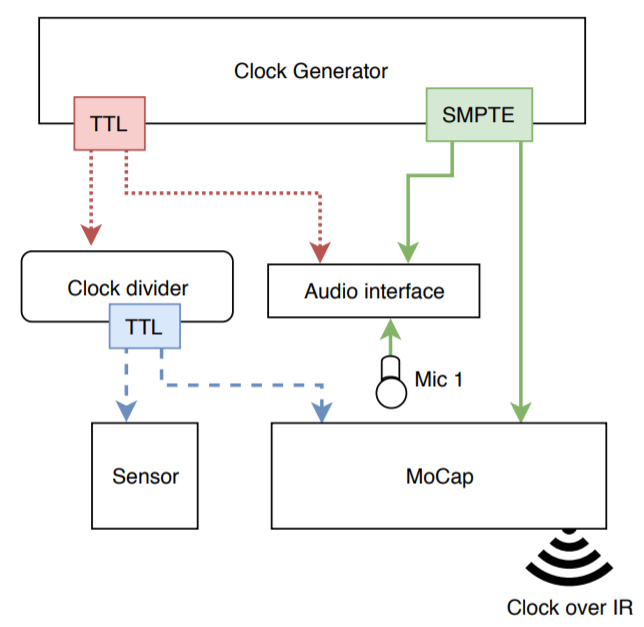 Clock Generator
TTL
SMPTE
Clock divider
TTL
Audio interface
Mic 1
Sensor
MoCap
Clock over IR